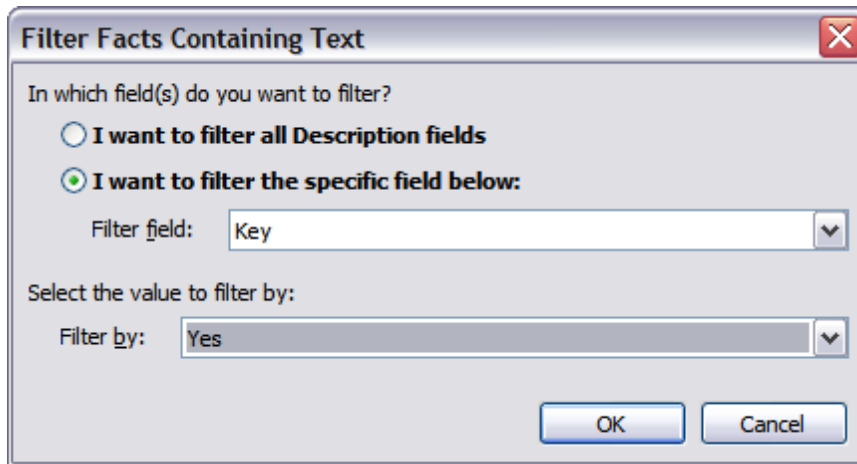 Filter Facts Containing Text
In which field(s) do you want to filter?
I want to filter all Description fields
I want to filter the specific field below:
Filter field: Key
Select the value to filter by:
Filter by: Yes
OK Cancel